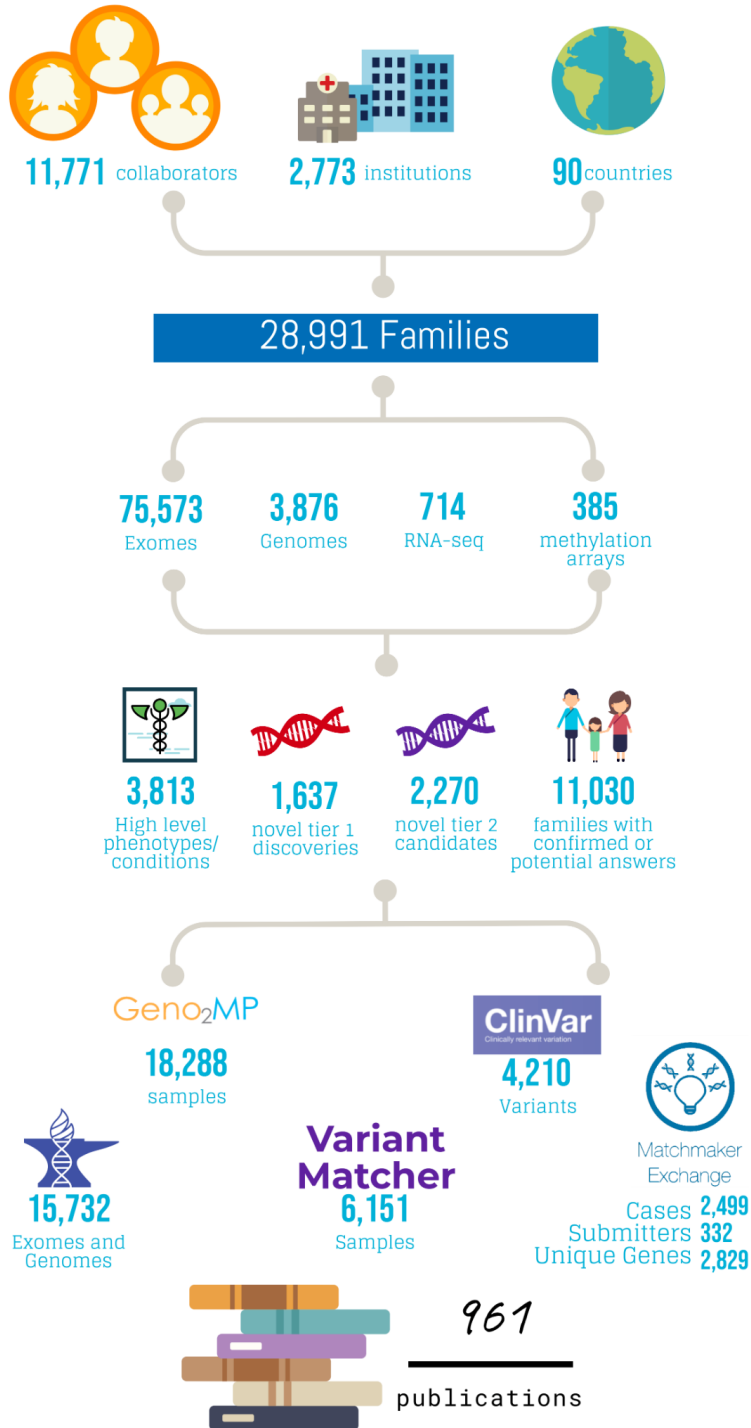 11,771 collaborators
2,773 institutions
90 countries
28,991 Families
75,573
Exomes
3,876
Genomes
714
RNA-seq
385
methylation
arrays
3,813
High level
phenotypes/
conditions
1,637
novel tier 1
discoveries
2,270
novel tier 2
candidates
11,030
families with
confirmed or
potential answers
Geno2MP
18,288
samples
ClinVar
Clinically relevant variation
4,210
Variants
15,732
Exomes and
Genomes
Variant
Matcher
6,151
Samples
Matchmaker
Exchange
Cases 2,499
Submitters 332
Unique Genes 2,829
961
publications